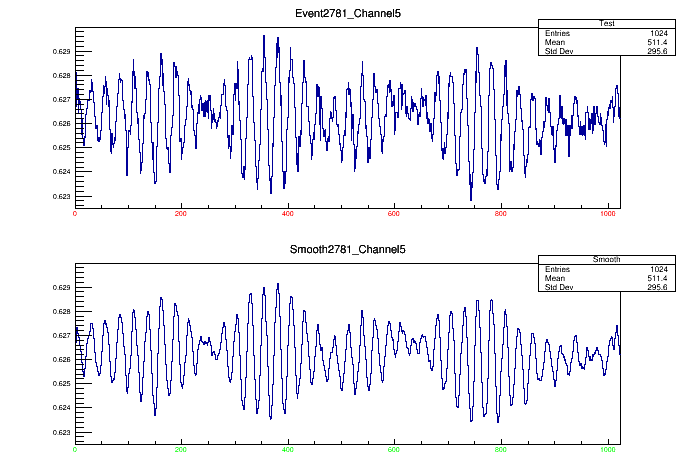 Event2781_Channel5
Test
Entries 1024
Mean 511.4
Std Dev 295.6
0.629
0.628
0.627
0.626
0.625
0.624
0.623
0 200 400 600 800 1000
Smooth2781_Channel5
Smooth
Entries 1024
Mean 511.4
Std Dev 295.6
0.629
0.628
0.627
0.626
0.625
0.624
0.623
0 200 400 600 800 1000